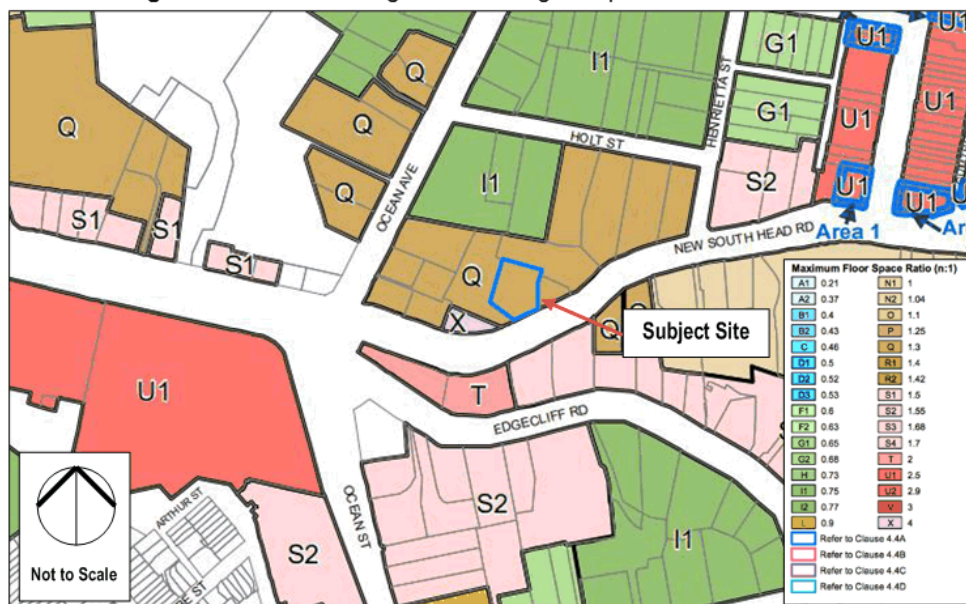 Q
I1
G1
U1
U1
U1
HENRIETTA ST
Q
G1
U1
U1
Q
HOLT ST
OCEAN AVE
I1
S2
U1
U1
Q
Area 1
S1
S1
NEW SOUTH HEAD RD
S1
Q
X
Q
Subject Site
U1
T
EDGECLIFF RD
OCEAN ST
S2
I1
ARTHUR ST
S2
Not to Scale
Maximum Floor Space Ratio (n:1)
A1 0.21
A2 0.37
B1 0.4
B2 0.43
C 0.46
D1 0.5
D2 0.52
D3 0.53
F1 0.6
F2 0.63
G1 0.65
G2 0.68
H 0.73
I1 0.75
I2 0.77
L 0.9
N1 1
N2 1.04
O 1.1
P 1.25
Q 1.3
R1 1.4
R2 1.42
S1 1.5
S2 1.55
S3 1.68
S4 1.7
T 2
U1 2.5
U2 2.9
V 3
X 4
Refer to Clause 4.4A
Refer to Clause 4.4B
Refer to Clause 4.4C
Refer to Clause 4.4D